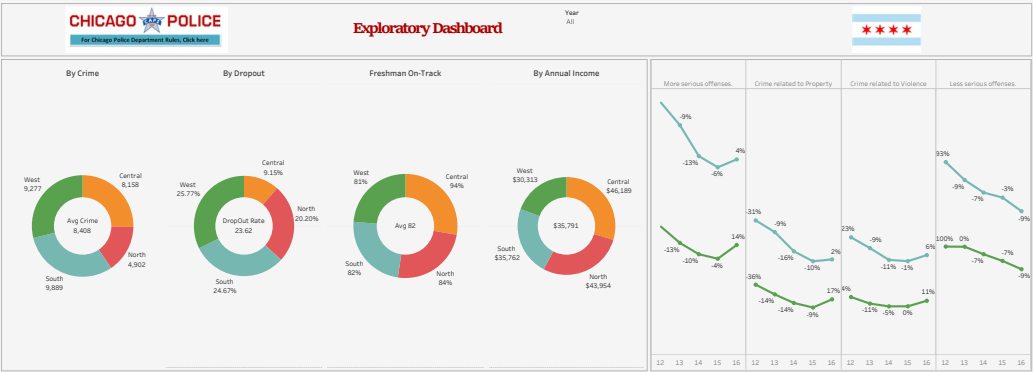 CHICAGO POLICE
For Chicago Police Department Rules, Click here
Exploratory Dashboard
Year
All
By Crime
By Dropout
Freshman On-Track
By Annual Income
West
9,277
Central
8,158
Avg Crime
8,408
North
4,902
South
9,889
Central
9.15%
West
25.77%
North
20.20%
DropOut Rate
23.62
South
24.67%
West
81%
Central
94%
Avg 82
South
82%
North
84%
West
$30,313
Central
$46,189
$35,791
South
$35,762
North
$43,954
More serious offenses.
Crime related to Property
Crime related to Violence
Less serious offenses.
-9%
-13%
-6%
4%
-13%
-10%
-4%
14%
-31%
-9%
-16%
-10%
2%
-36%
-14%
-14%
-9%
17%
23%
-9%
-11%
-1%
6%
4%
-11%
-5%
0%
11%
93%
-9%
-7%
-3%
-9%
100%
0%
-7%
-7%
-9%
12 13 14 15 16
12 13 14 15 16
12 13 14 15 16
12 13 14 15 16